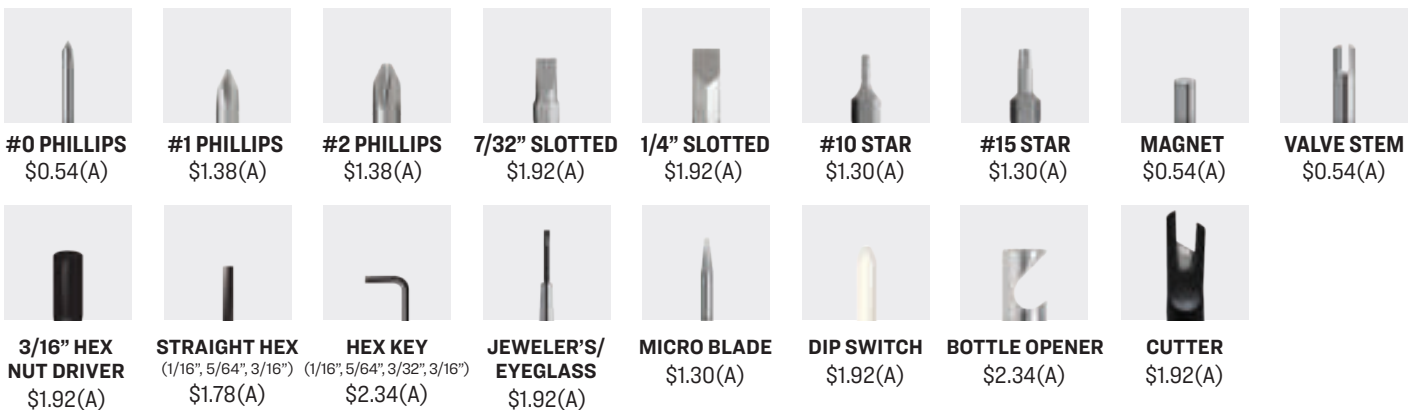 #0 PHILLIPS
$0.54(A)
#1 PHILLIPS
$1.38(A)
#2 PHILLIPS
$1.38(A)
7/32” SLOTTED
$1.92(A)
1/4” SLOTTED
$1.92(A)
#10 STAR
$1.30(A)
#15 STAR
$1.30(A)
MAGNET
$0.54(A)
VALVE STEM
$0.54(A)
3/16” HEX
NUT DRIVER
$1.92(A)
STRAIGHT HEX
(1/16”, 5/64”, 3/16”)
$1.78(A)
HEX KEY
(1/16”, 5/64”, 3/32”, 3/16”)
$2.34(A)
JEWELER’S/
EYEGLASS
$1.92(A)
MICRO BLADE
$1.30(A)
DIP SWITCH
$1.92(A)
BOTTLE OPENER
$2.34(A)
CUTTER
$1.92(A)